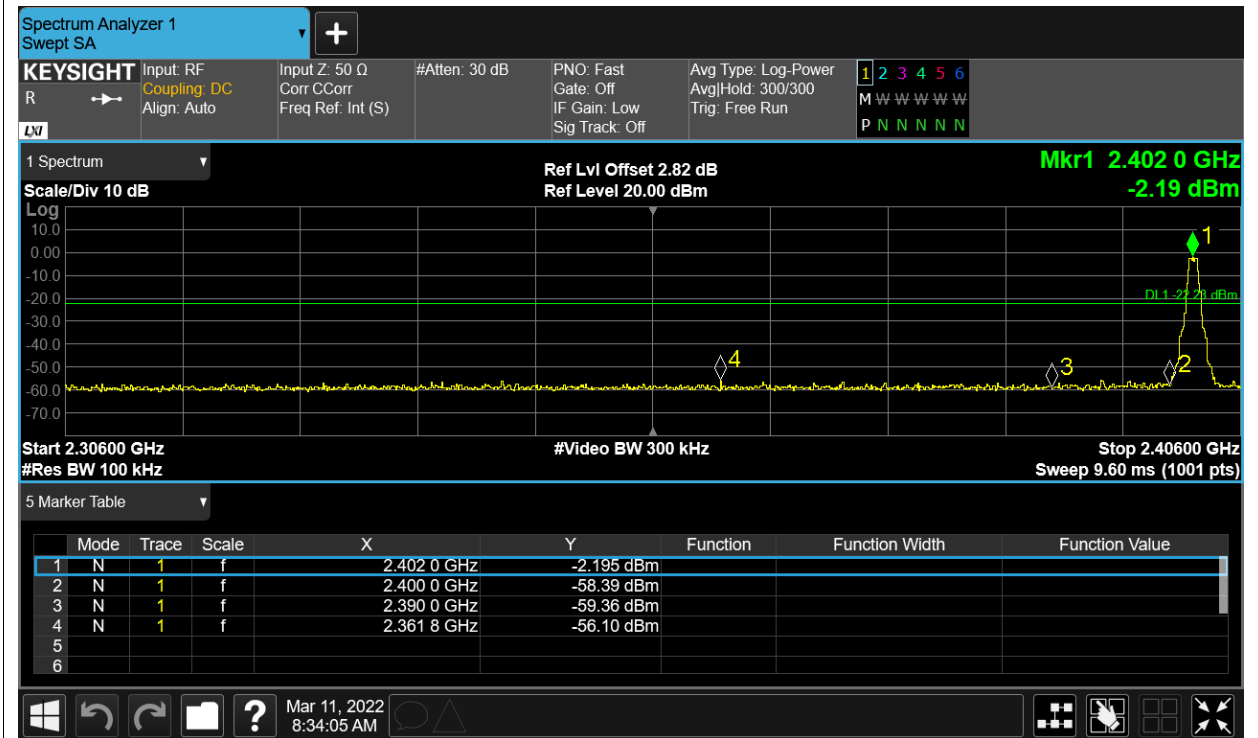 Spectrum Analyzer 1
Swept SA
+
KEYSIGHT
R
LXI
Input: RF
Coupling: DC
Align: Auto
Input Z: 50 Ω
Corr CCorr
Freq Ref: Int (S)
#Atten: 30 dB
PNO: Fast
Gate: Off
IF Gain: Low
Sig Track: Off
Avg Type: Log-Power
Avg|Hold: 300/300
Trig: Free Run
1 2 3 4 5 6
M W W W W W
P N N N N N
1 Spectrum
Scale/Div 10 dB
Ref Lvl Offset 2.82 dB
Ref Level 20.00 dBm
Mkr1 2.402 0 GHz
-2.19 dBm
Log
10.0
0.00
-10.0
-20.0
-30.0
-40.0
-50.0
-60.0
-70.0
1
DL1 -22.23 dBm
4
3
2
Start 2.30600 GHz
#Video BW 300 kHz
Stop 2.40600 GHz
#Res BW 100 kHz
Sweep 9.60 ms (1001 pts)
5 Marker Table
Mode Trace Scale X Y Function Function Width Function Value
1 N 1 f 2.402 0 GHz -2.195 dBm
2 N 1 f 2.400 0 GHz -58.39 dBm
3 N 1 f 2.390 0 GHz -59.36 dBm
4 N 1 f 2.361 8 GHz -56.10 dBm
5
6
?
Mar 11, 2022
8:34:05 AM